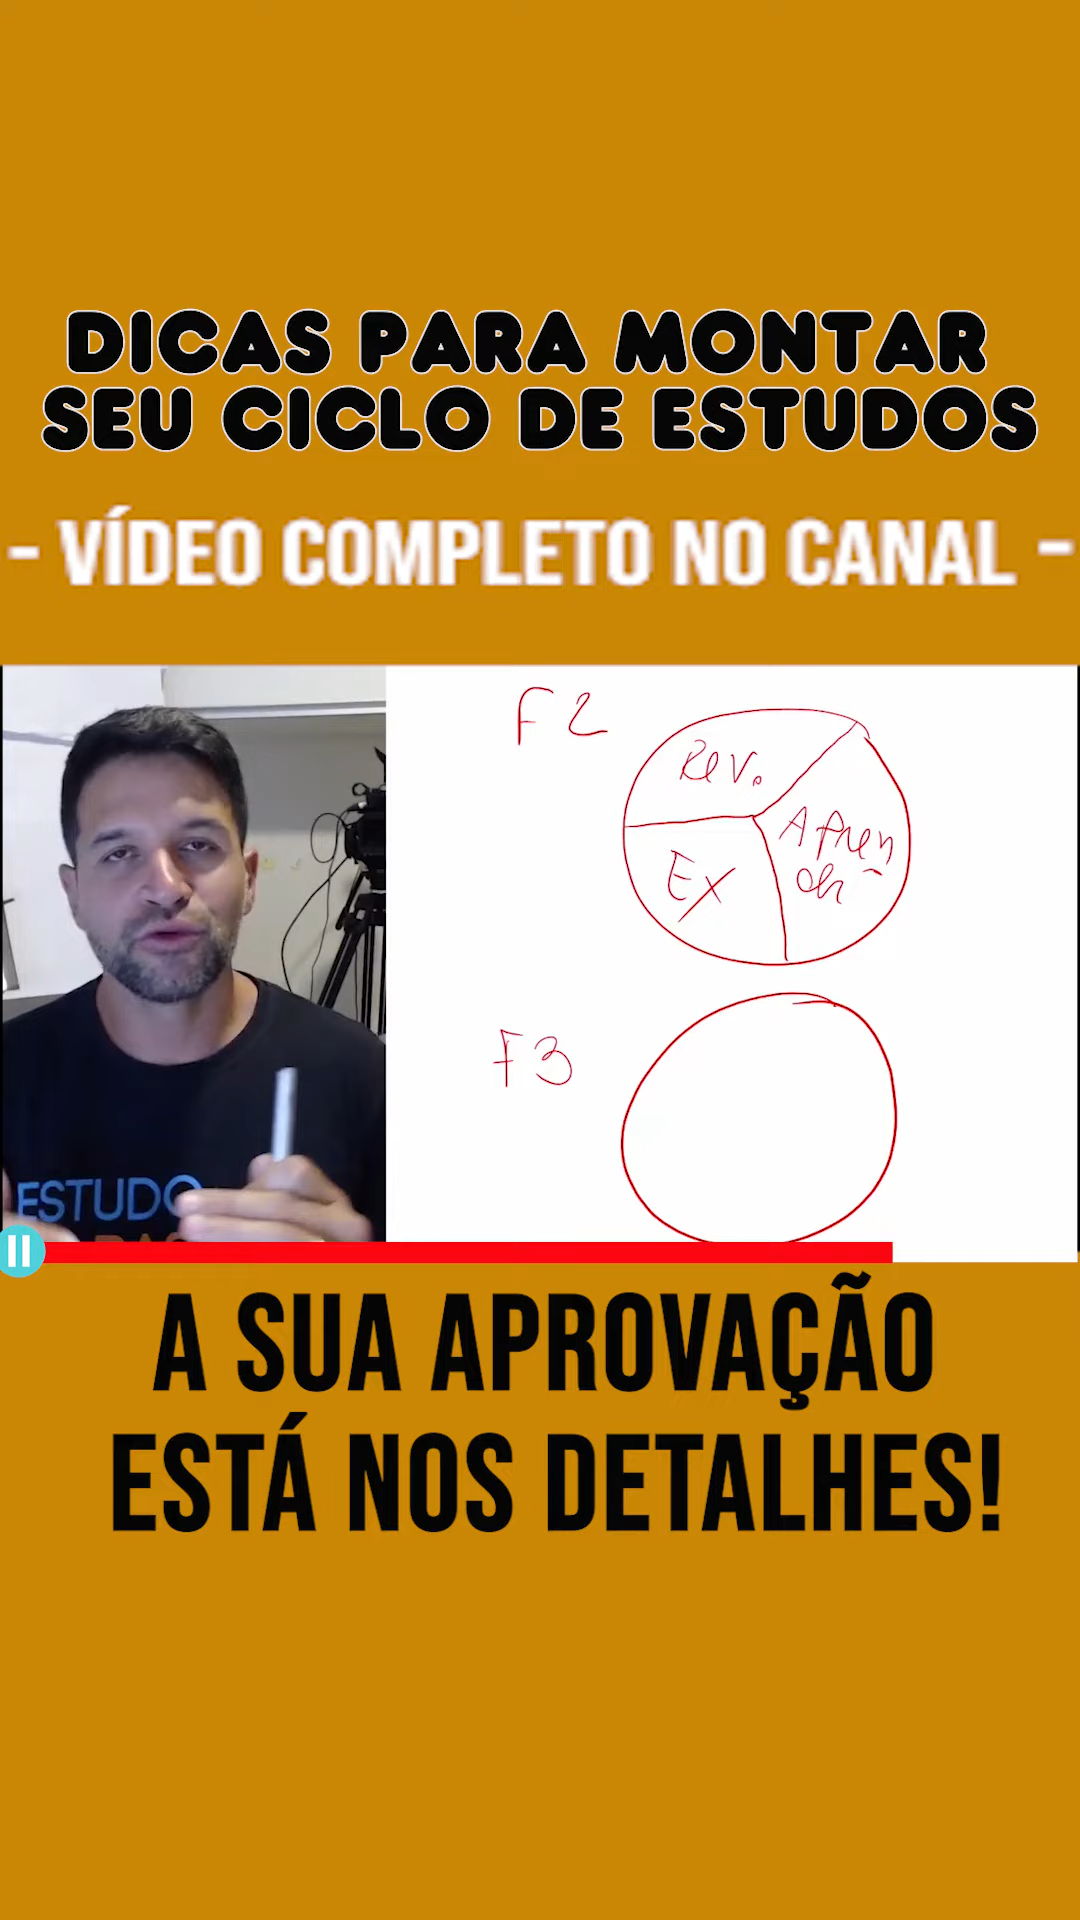 DICAS PARA MONTAR
SEU CICLO DE ESTUDOS
- VÍDEO COMPLETO NO CANAL -
F2
Rev.
Apren
der
Ex
F3
ESTUDO
A SUA APROVAÇÃO
ESTÁ NOS DETALHES!